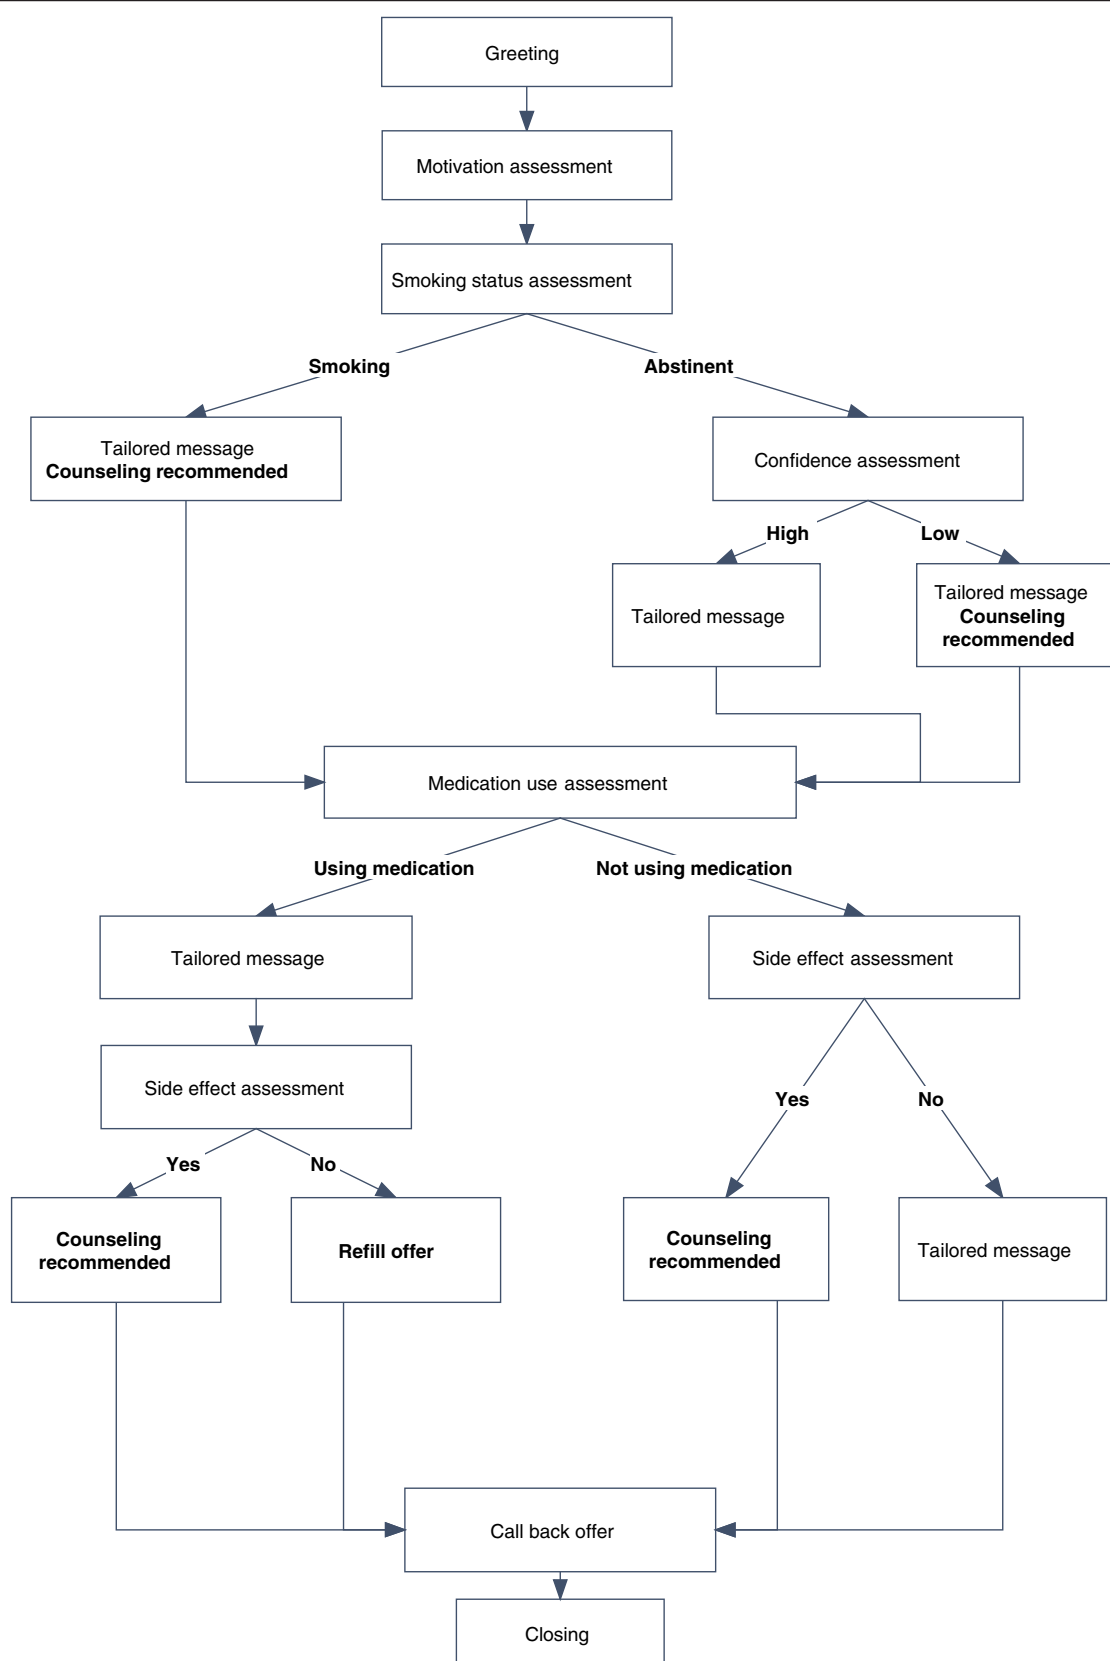 Greeting
Motivation assessment
Smoking status assessment
Smoking
Abstinent
Tailored message
Counseling recommended
Confidence assessment
High
Low
Tailored message
Tailored message
Counseling
recommended
Medication use assessment
Using medication
Not using medication
Tailored message
Side effect assessment
Side effect assessment
Yes
No
Yes
No
Counseling
recommended
Refill offer
Counseling
recommended
Tailored message
Call back offer
Closing